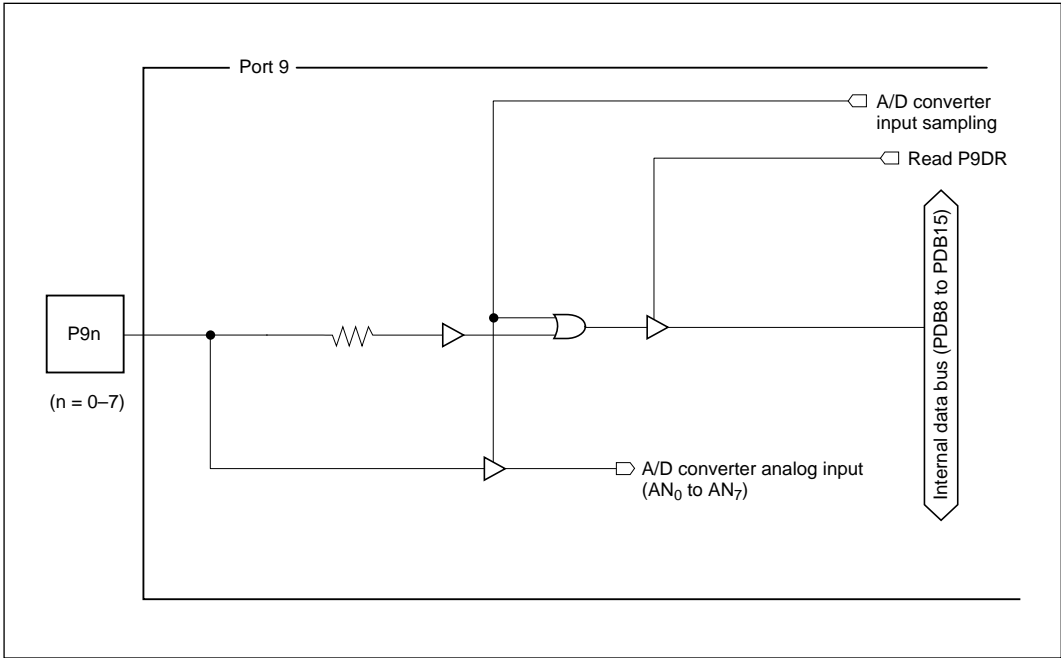 Port 9
A/D converter
input sampling
Read P9DR
Internal data bus (PDB8 to PDB15)
P9n
(n = 0–7)
A/D converter analog input
(AN0 to AN7)